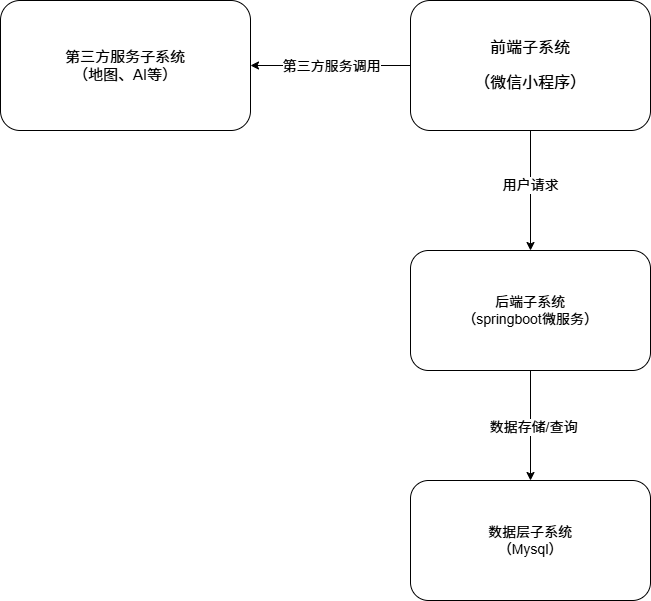 第三方服务子系统
（地图、AI等）
第三方服务调用
前端子系统
（微信小程序）
用户请求
后端子系统
（springboot微服务）
数据存储/查询
数据层子系统
（Mysql）